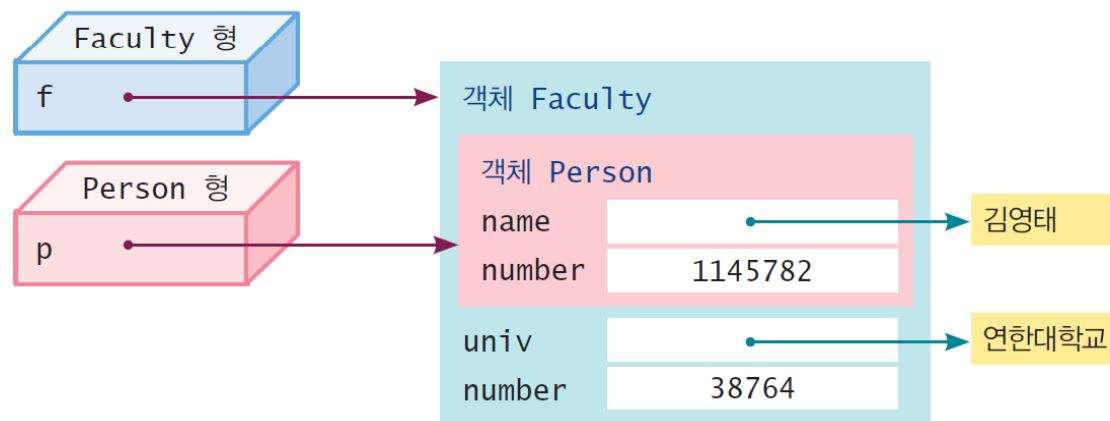 Faculty 형
f
객체 Faculty
객체 Person
Person 형
p
name
김영태
number 1145782
univ
연한대학교
number 38764